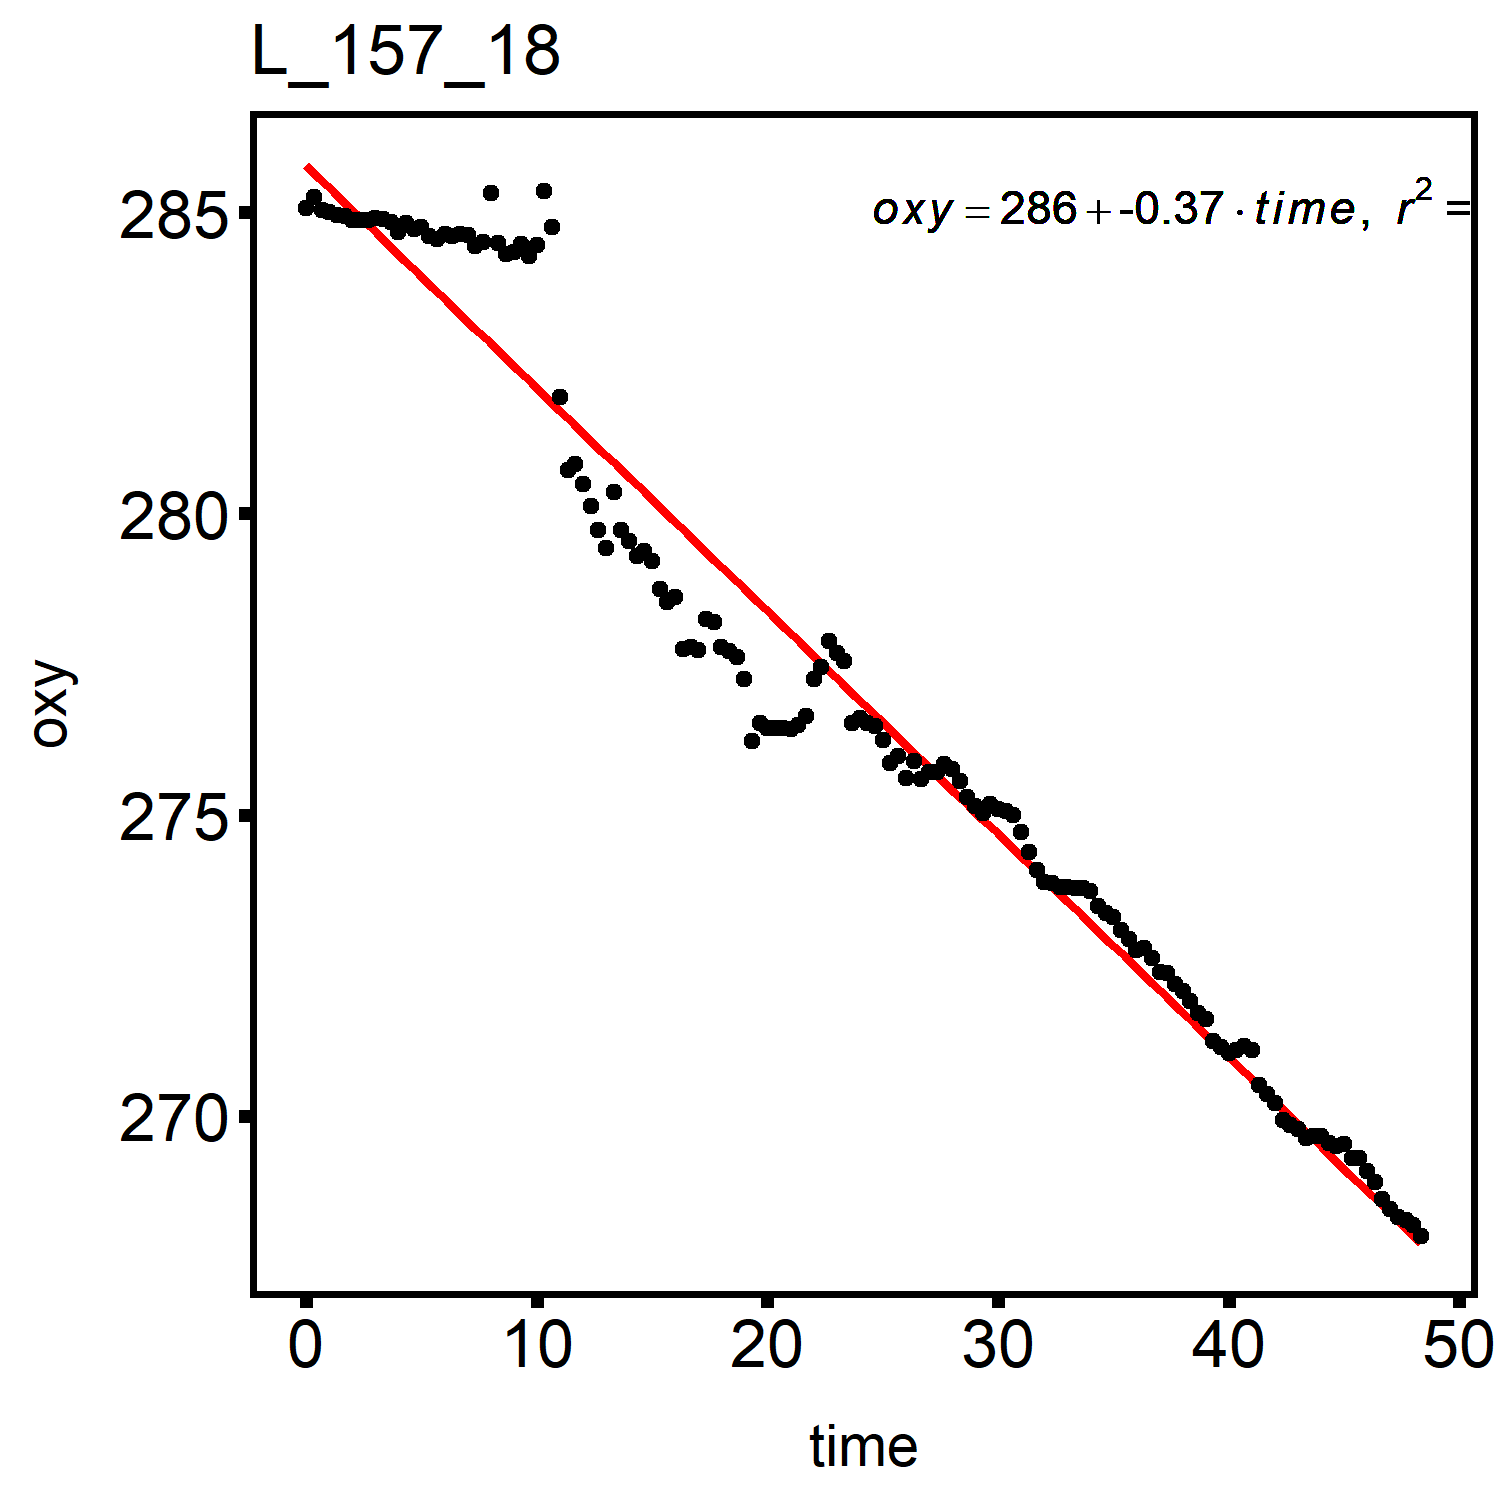 L_157_18
oxy = 286 + -0.37 · time, r² =
285
280
275
270
oxy
0 10 20 30 40 50
time